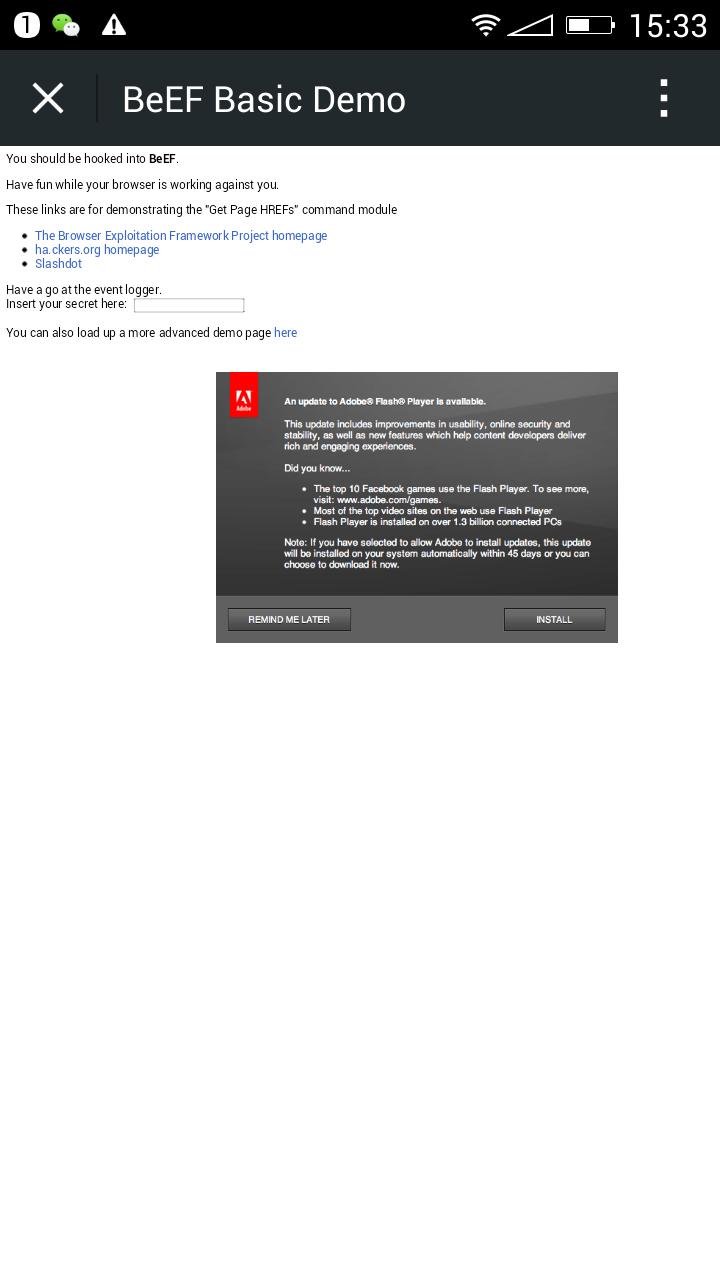 1
15:33
BeEF Basic Demo
You should be hooked into BeEF.
Have fun while your browser is working against you.
These links are for demonstrating the "Get Page HREFs" command module
The Browser Exploitation Framework Project homepage
ha.ckers.org homepage
Slashdot
Have a go at the event logger.
Insert your secret here:
You can also load up a more advanced demo page here
Adobe
An update to Adobe® Flash® Player is available.
This update includes improvements in usability, online security and
stability, as well as new features which help content developers deliver
rich and engaging experiences.
Did you know...
The top 10 Facebook games use the Flash Player. To see more,
visit: www.adobe.com/games.
Most of the top video sites on the web use Flash Player
Flash Player is installed on over 1.3 billion connected PCs
Note: If you have selected to allow Adobe to install updates, this update
will be installed on your system automatically within 45 days or you can
choose to download it now.
REMIND ME LATER
INSTALL